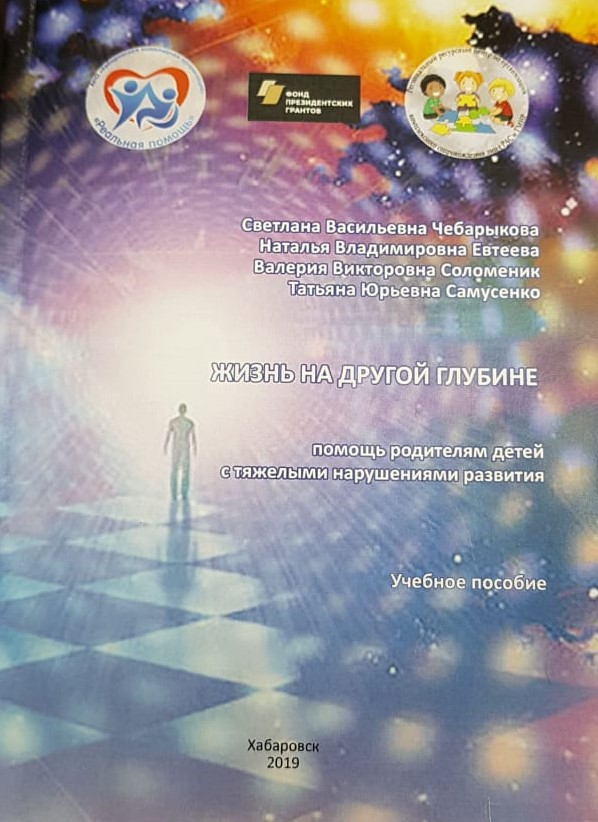 «Реальная помощь»
ФОНД
ПРЕЗИДЕНТСКИХ
ГРАНТОВ
Светлана Васильевна Чебарыкова
Наталья Владимировна Евтеева
Валерия Викторовна Соломеник
Татьяна Юрьевна Самусенко
ЖИЗНЬ НА ДРУГОЙ ГЛУБИНЕ
помощь родителям детей
с тяжелыми нарушениями развития
Учебное пособие
Хабаровск
2019